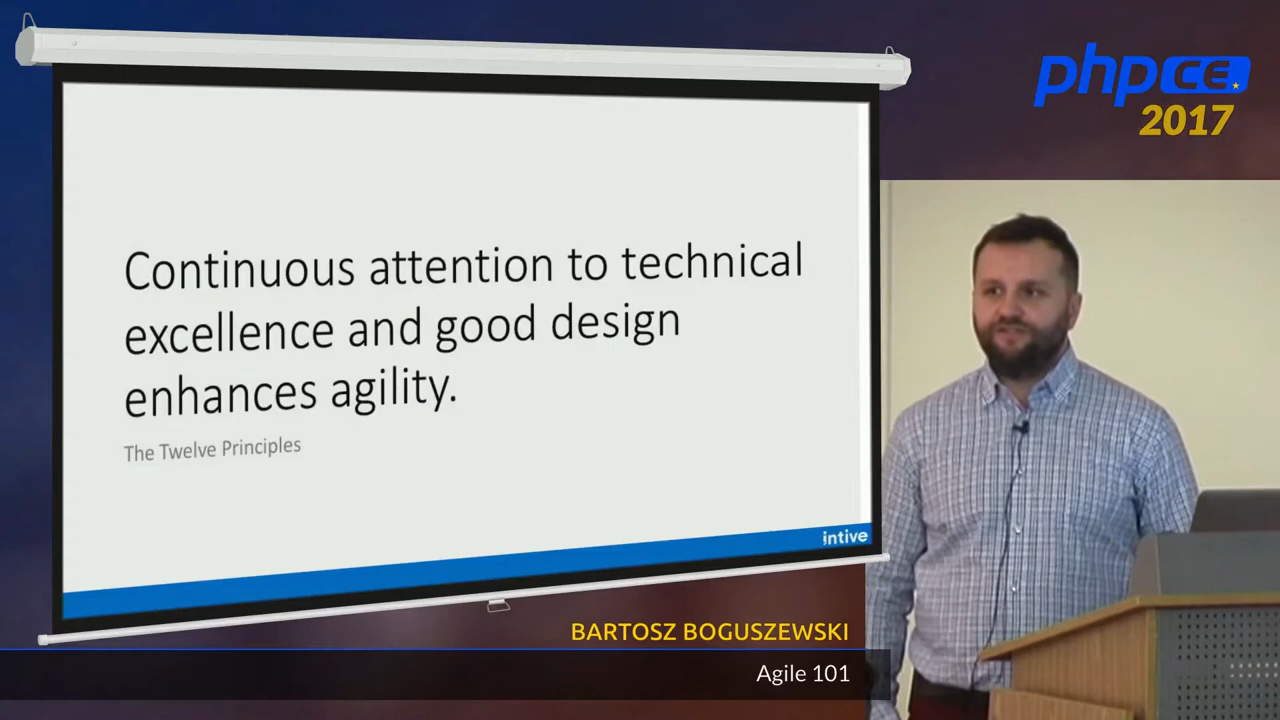 phpCE
2017
Continuous attention to technical
excellence and good design
enhances agility.
The Twelve Principles
intive
BARTOSZ BOGUSZEWSKI
Agile 101